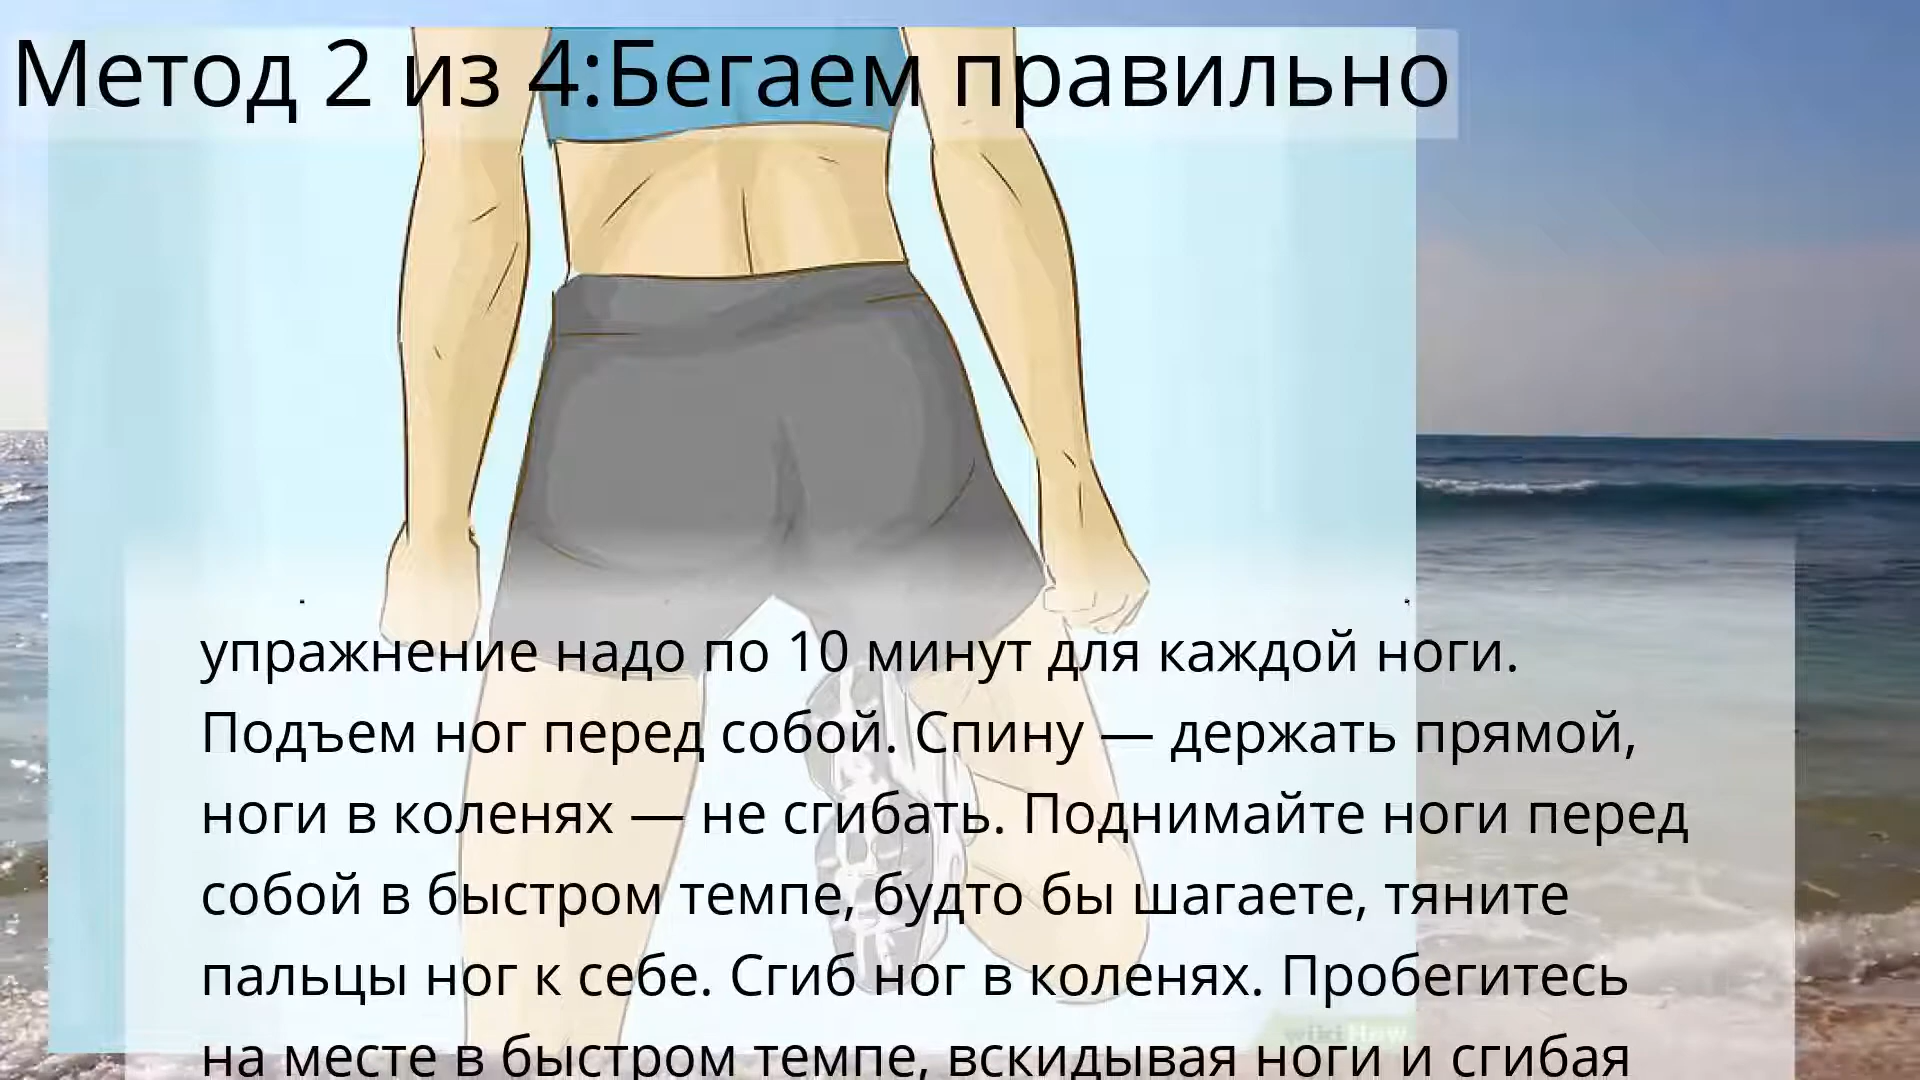 Метод 2 из 4:Бегаем правильно
упражнение надо по 10 минут для каждой ноги.
Подъем ног перед собой. Спину — держать прямой,
ноги в коленях — не сгибать. Поднимайте ноги перед
собой в быстром темпе, будто бы шагаете, тяните
пальцы ног к себе. Сгиб ног в коленях. Пробегитесь
на месте в быстром темпе, вскидывая ноги и сгибая
wikiHow